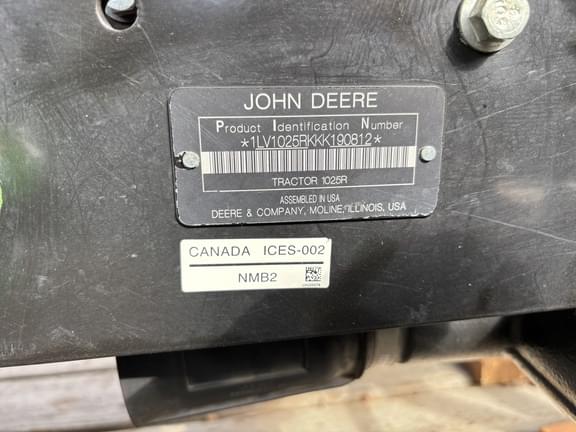 JOHN DEERE
Product Identification Number
*1LV1025RKKK190812*
TRACTOR 1025R
ASSEMBLED IN USA
DEERE & COMPANY, MOLINE, ILLINOIS, USA
CANADA ICES-002
NMB2